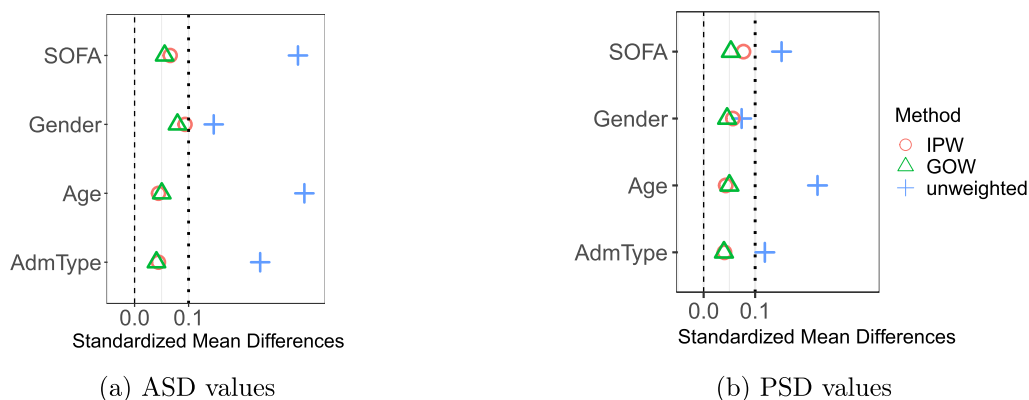 SOFA
Gender
Age
AdmType
0.0 0.1
Standardized Mean Differences
(a) ASD values
SOFA
Gender
Age
AdmType
0.0 0.1
Standardized Mean Differences
(b) PSD values
Method
IPW
GOW
unweighted